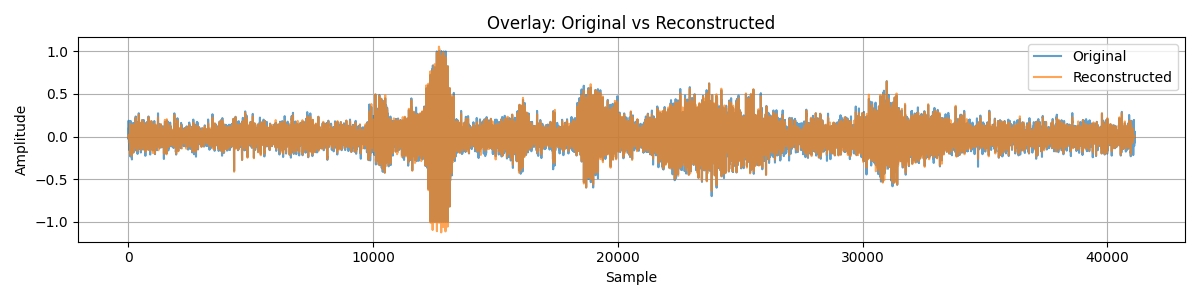 Overlay: Original vs Reconstructed
Original
Reconstructed
Amplitude
1.0
0.5
0.0
−0.5
−1.0
0 10000 20000 30000 40000
Sample